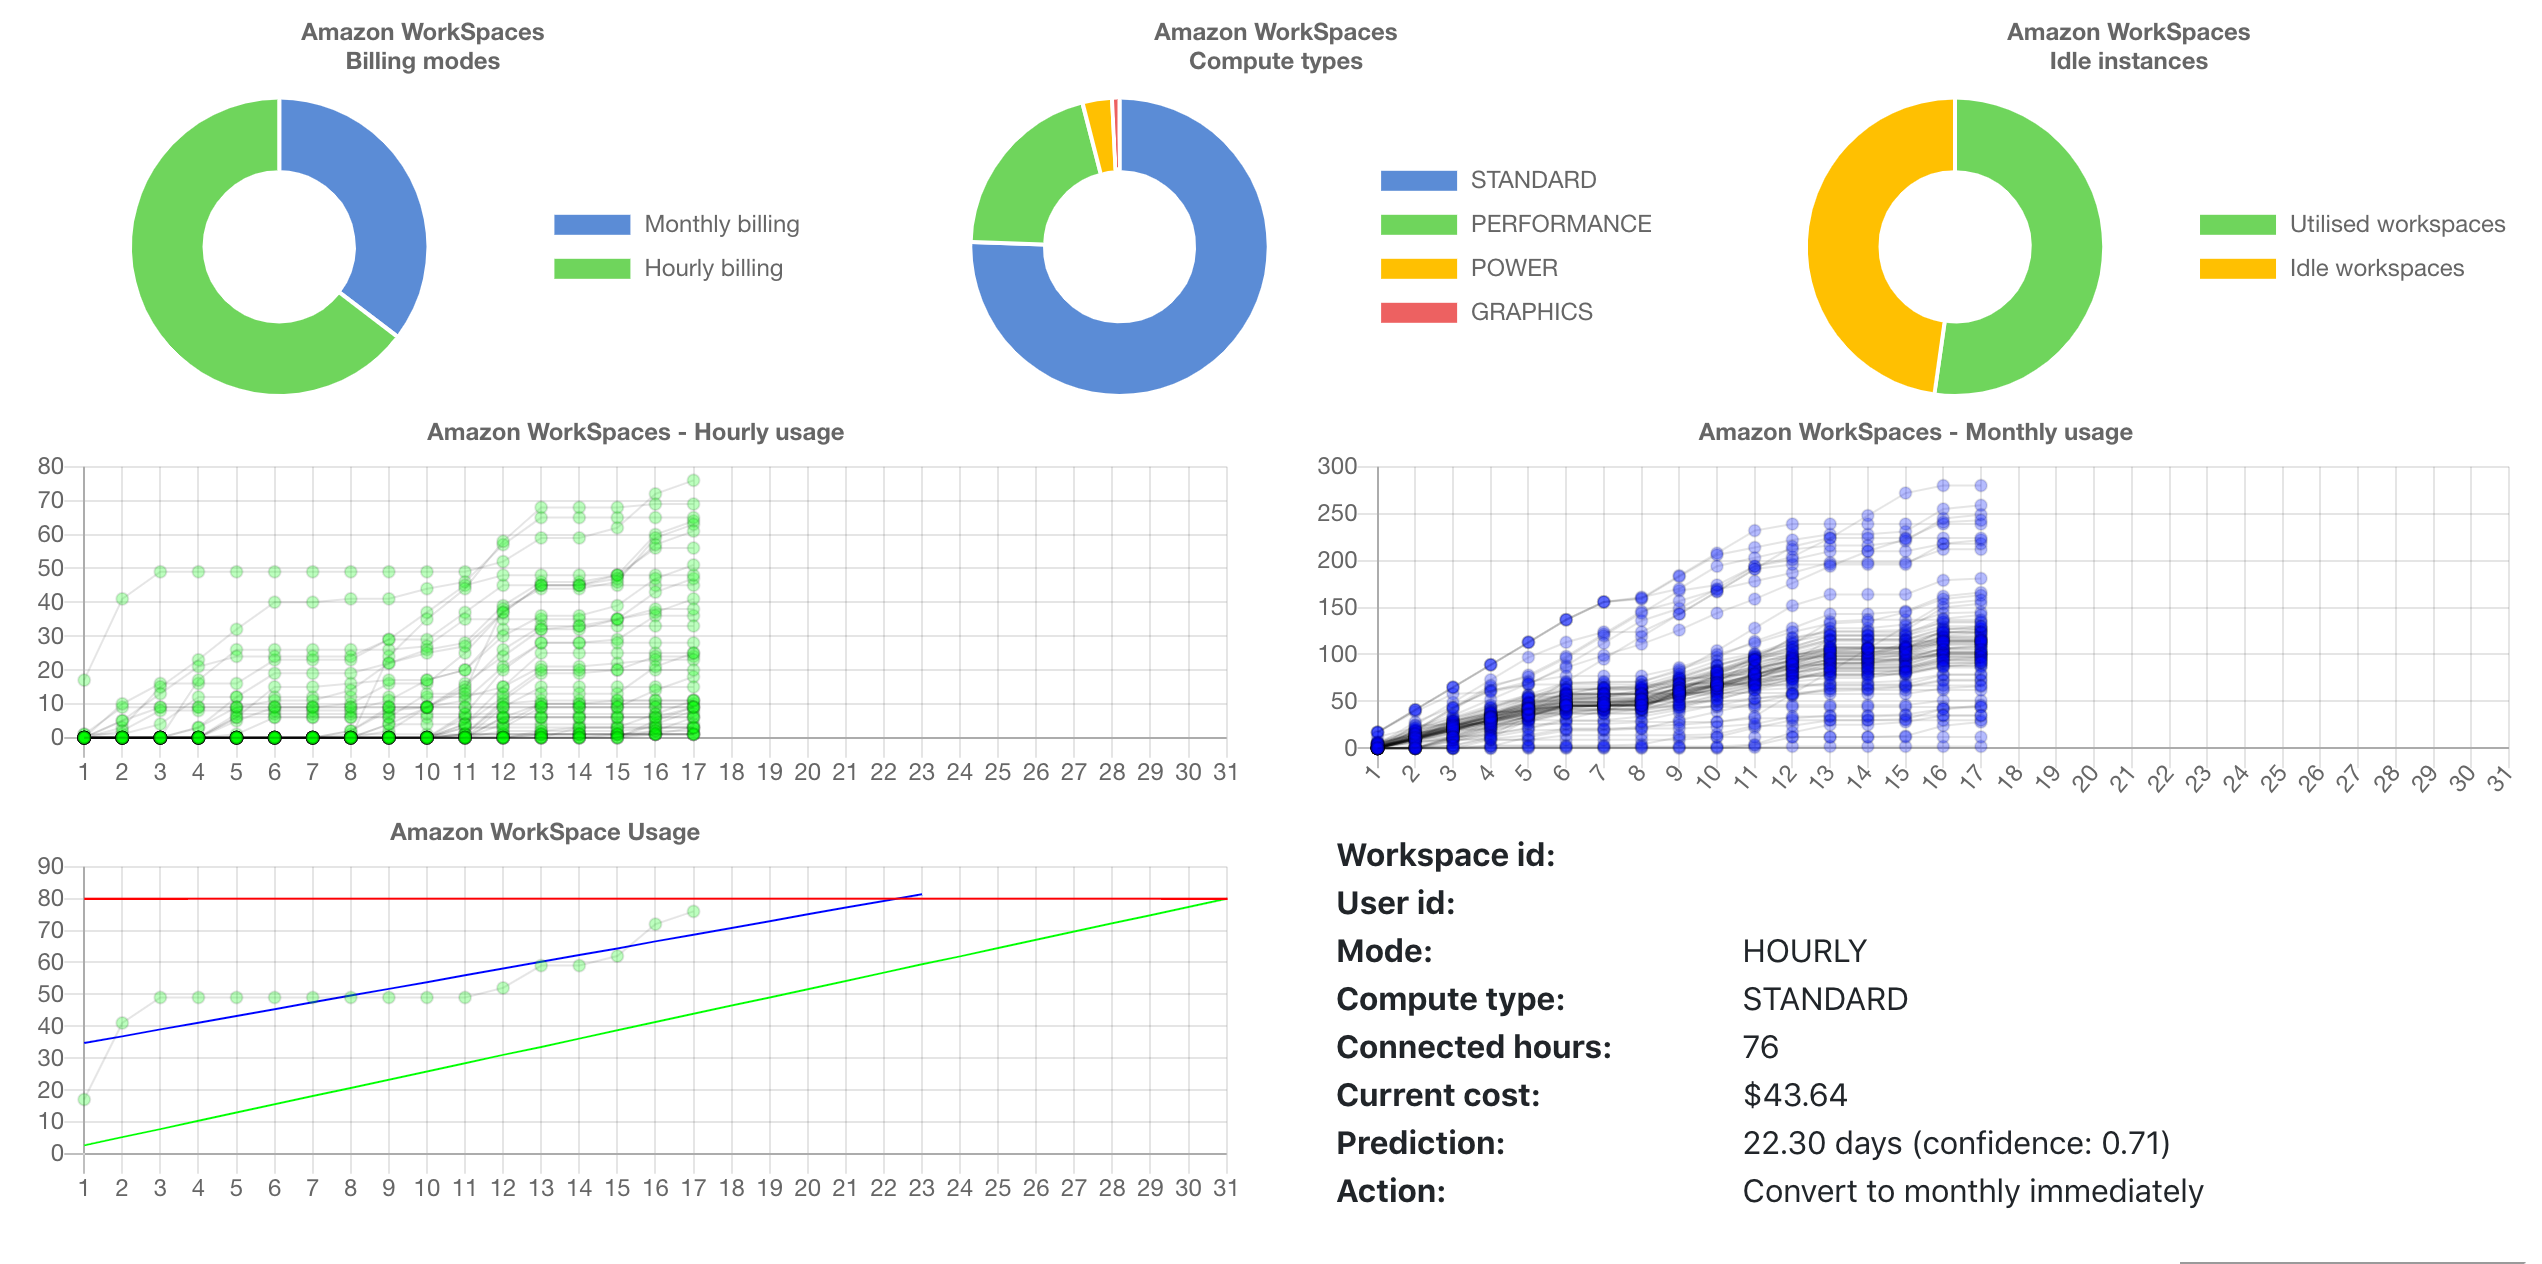 Amazon WorkSpaces
Billing modes
Monthly billing
Hourly billing
Amazon WorkSpaces
Compute types
STANDARD
PERFORMANCE
POWER
GRAPHICS
Amazon WorkSpaces
Idle instances
Utilised workspaces
Idle workspaces
Amazon WorkSpaces - Hourly usage
80
70
60
50
40
30
20
10
0
1 2 3 4 5 6 7 8 9 10 11 12 13 14 15 16 17 18 19 20 21 22 23 24 25 26 27 28 29 30 31
Amazon WorkSpaces - Monthly usage
300
250
200
150
100
50
0
1 2 3 4 5 6 7 8 9 10 11 12 13 14 15 16 17 18 19 20 21 22 23 24 25 26 27 28 29 30 31
Amazon WorkSpace Usage
90
80
70
60
50
40
30
20
10
0
1 2 3 4 5 6 7 8 9 10 11 12 13 14 15 16 17 18 19 20 21 22 23 24 25 26 27 28 29 30 31
Workspace id:
User id:
Mode: HOURLY
Compute type: STANDARD
Connected hours: 76
Current cost: $43.64
Prediction: 22.30 days (confidence: 0.71)
Action: Convert to monthly immediately